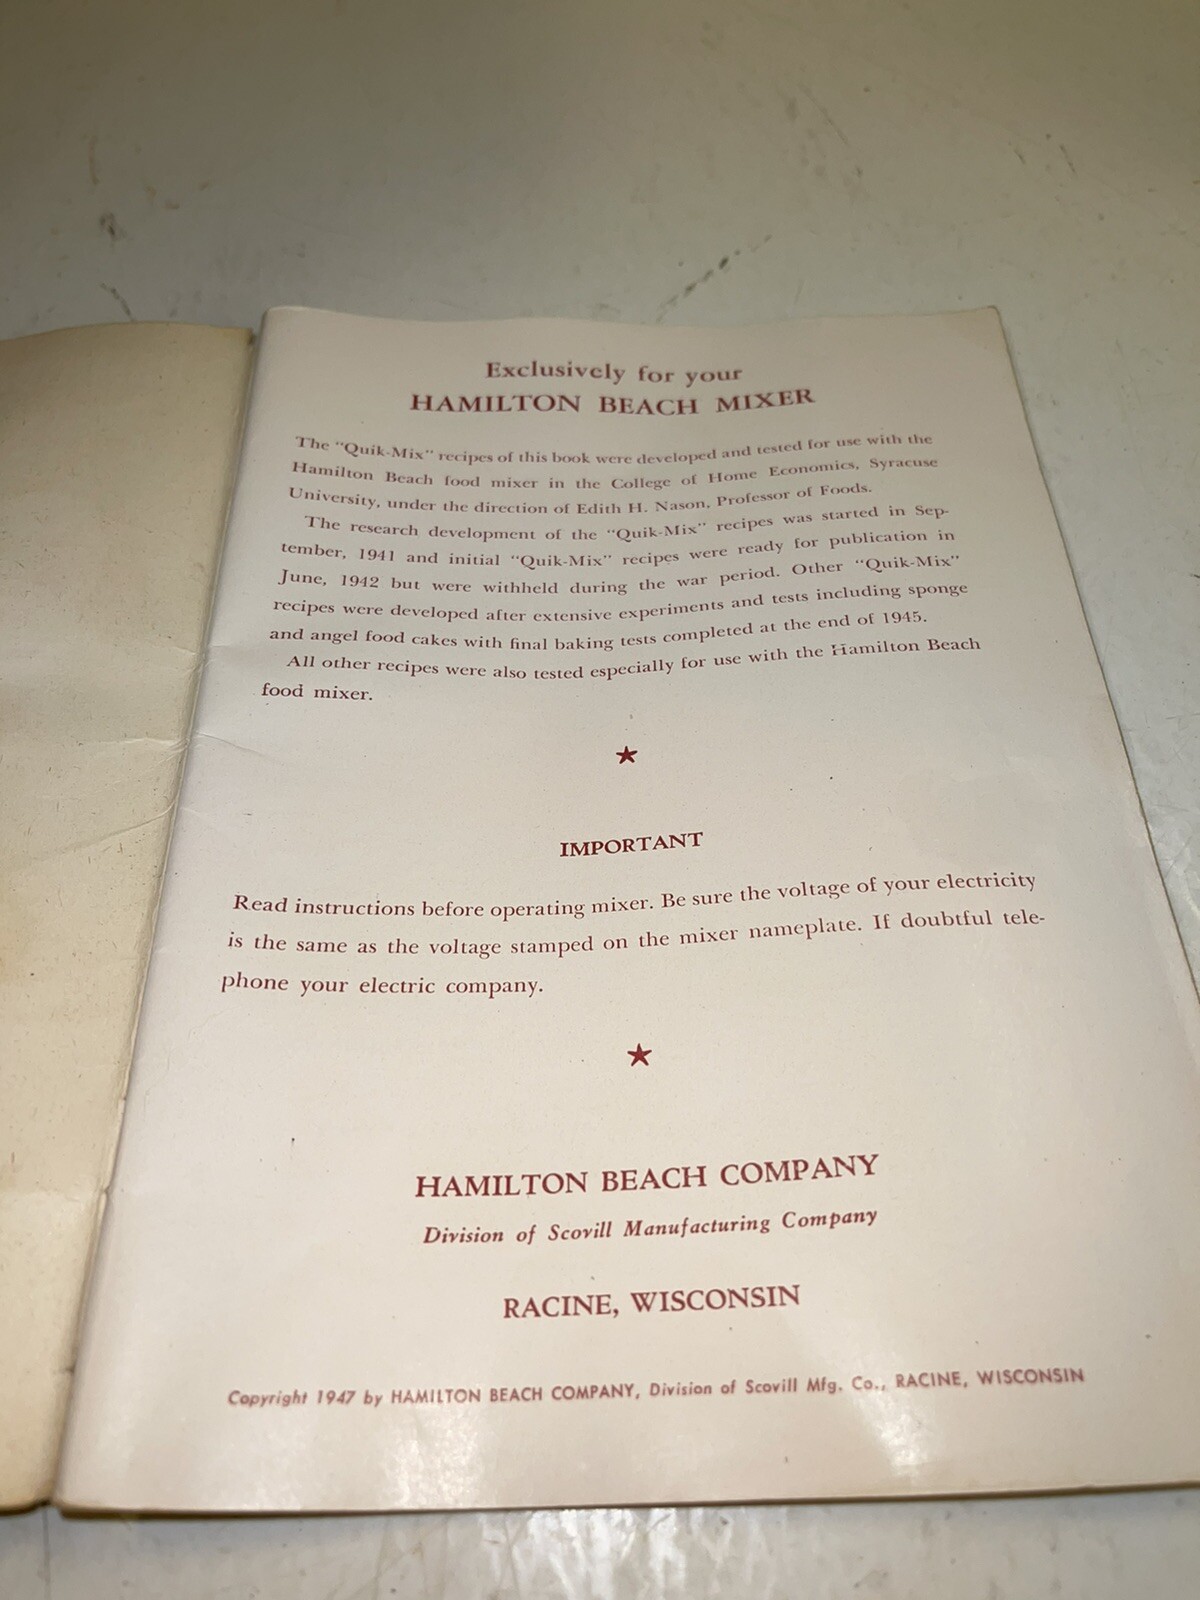 Exclusively for your
HAMILTON BEACH MIXER
The "Quik-Mix" recipes of this book were developed and tested for use with the
Hamilton Beach food mixer in the College of Home Economics, Syracuse
University, under the direction of Edith H. Nason, Professor of Foods.
The research development of the "Quik-Mix" recipes was started in Sep-
tember, 1941 and initial "Quik-Mix" recipes were ready for publication in
June, 1942 but were withheld during the war period. Other "Quik-Mix"
recipes were developed after extensive experiments and tests including sponge
and angel food cakes with final baking tests completed at the end of 1945.
All other recipes were also tested especially for use with the Hamilton Beach
food mixer.
★
IMPORTANT
Read instructions before operating mixer. Be sure the voltage of your electricity
is the same as the voltage stamped on the mixer nameplate. If doubtful tele-
phone your electric company.
★
HAMILTON BEACH COMPANY
Division of Scovill Manufacturing Company
RACINE, WISCONSIN
Copyright 1947 by HAMILTON BEACH COMPANY, Division of Scovill Mfg. Co., RACINE, WISCONSIN